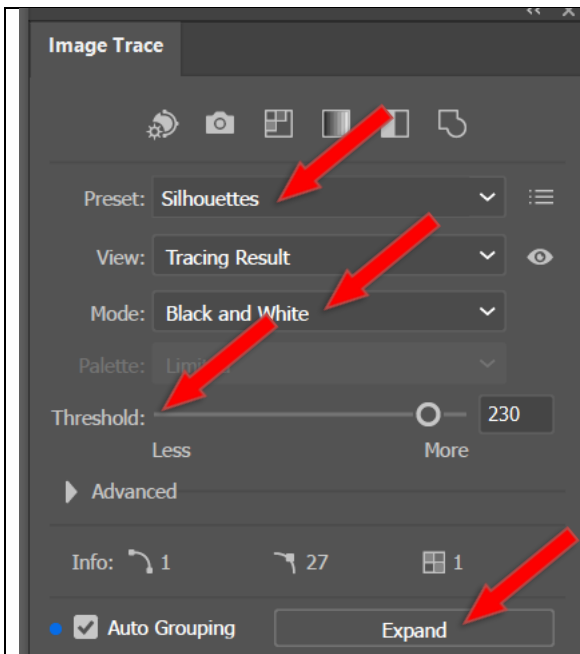 Image Trace
Preset: Silhouettes
View: Tracing Result
Mode: Black and White
Palette: Limited
Threshold: 230
Less More
Advanced
Info: 1 27 1
Auto Grouping Expand